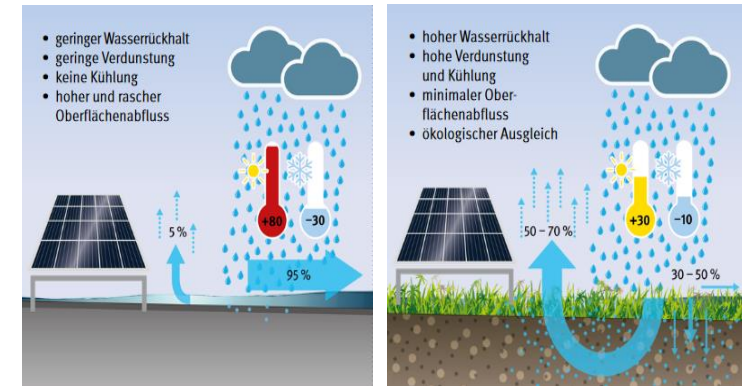 • geringer Wasserrückhalt
• geringe Verdunstung
• keine Kühlung
• hoher und rascher
Oberflächenabfluss
+80
−30
5 %
95 %
• hoher Wasserrückhalt
• hohe Verdunstung
und Kühlung
• minimaler Ober-
flächenabfluss
• ökologischer Ausgleich
+30
−10
50 – 70 %
30 – 50 %